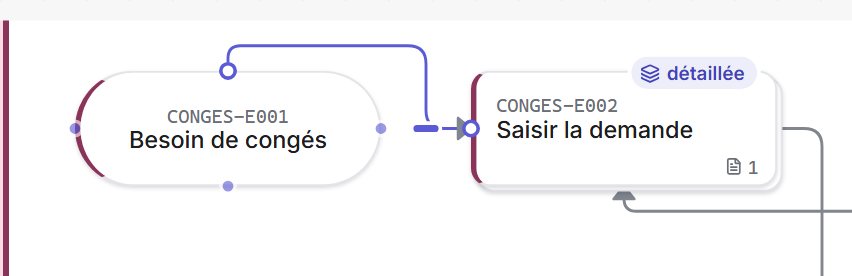 détaillée
CONGES-E001
Besoin de congés
CONGES-E002
Saisir la demande
1